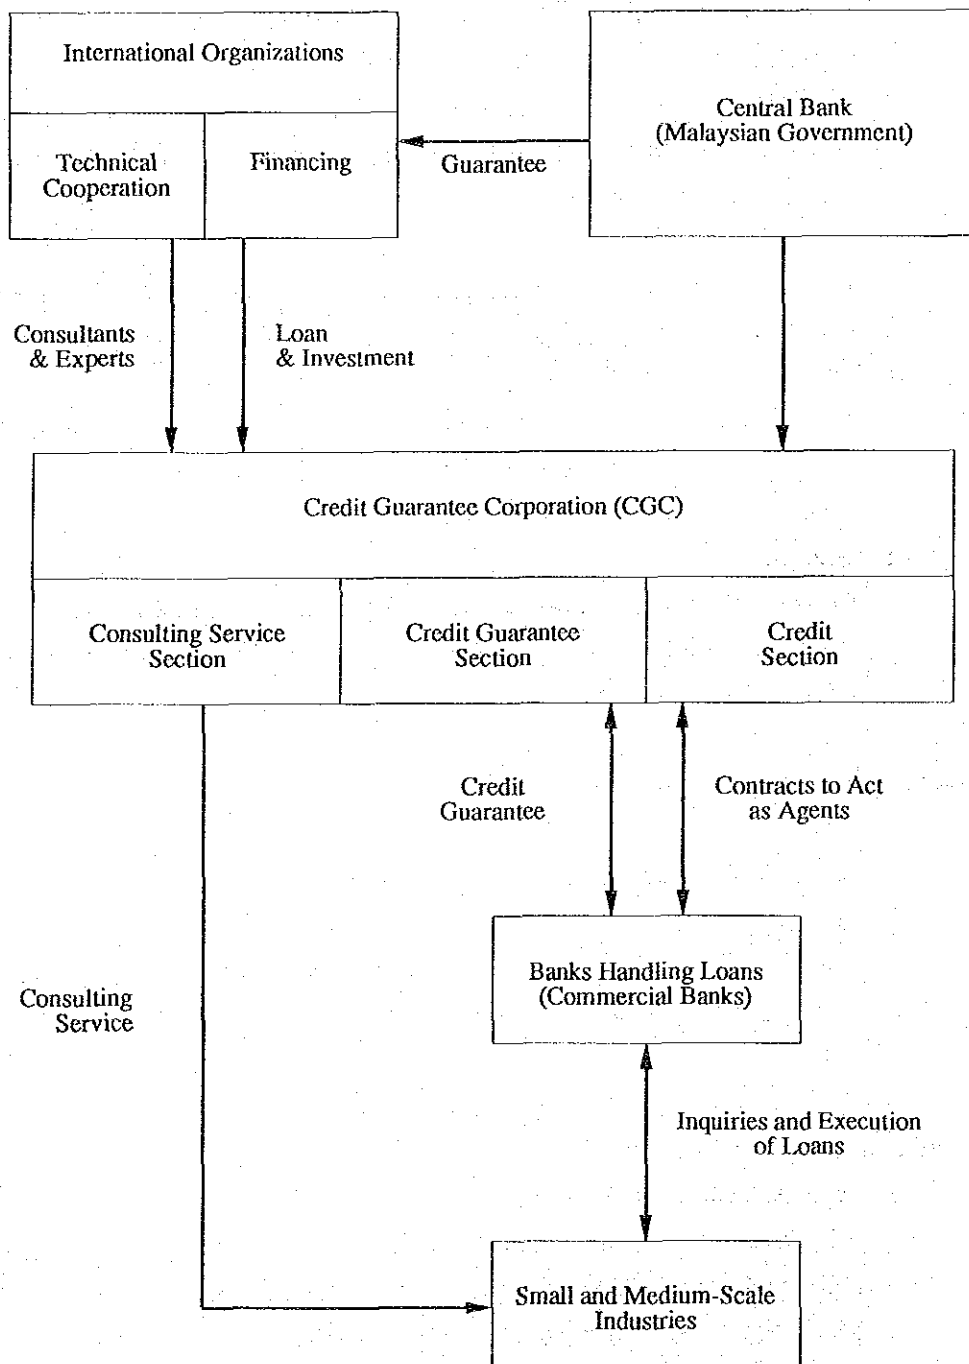 International Organizations
Technical
Cooperation
Financing
Guarantee
Central Bank
(Malaysian Government)
Consultants
& Experts
Loan
& Investment
Credit Guarantee Corporation (CGC)
Consulting Service
Section
Credit Guarantee
Section
Credit
Section
Credit
Guarantee
Contracts to Act
as Agents
Banks Handling Loans
(Commercial Banks)
Consulting
Service
Inquiries and Execution
of Loans
Small and Medium-Scale
Industries